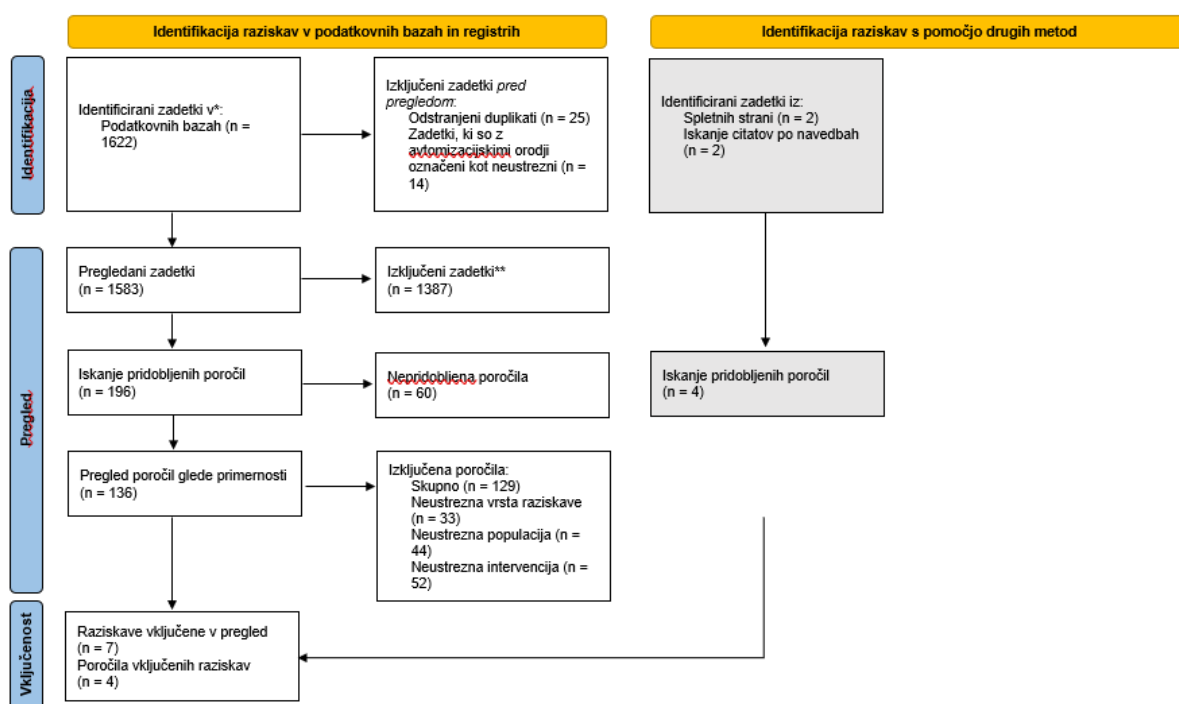 Identifikacija raziskav v podatkovnih bazah in registrih
Identifikacija raziskav s pomočjo drugih metod
Identifikacija
Identificirani zadetki v*:
Podatkovnih bazah (n =
1622)
Izključeni zadetki pred
pregledom:
Odstranjeni duplikati (n = 25)
Zadetki, ki so z
avtomizacijskimi orodji
označeni kot neustrezni (n =
14)
Identificirani zadetki iz:
Spletnih strani (n = 2)
Iskanje citatov po navedbah
(n = 2)
Pregled
Pregledani zadetki
(n = 1583)
Izključeni zadetki**
(n = 1387)
Iskanje pridobljenih poročil
(n = 196)
Nepridobljena poročila
(n = 60)
Iskanje pridobljenih poročil
(n = 4)
Pregled poročil glede primernosti
(n = 136)
Izključena poročila:
Skupno (n = 129)
Neustrezna vrsta raziskave
(n = 33)
Neustrezna populacija (n =
44)
Neustrezna intervencija (n =
52)
Vključenost
Raziskave vključene v pregled
(n = 7)
Poročila vključenih raziskav
(n = 4)